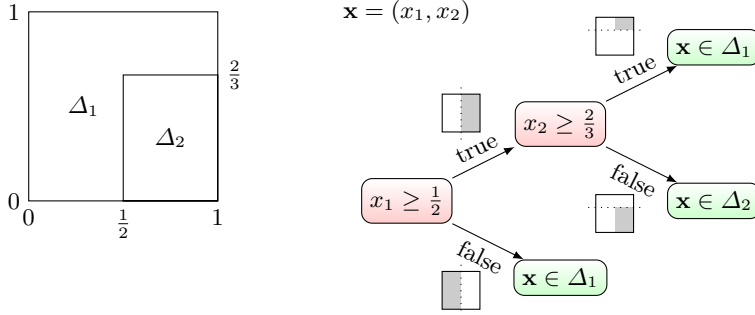 1
2/3
Δ₁
Δ₂
0
0
1/2
1
𝐱 = (x₁, x₂)
𝐱 ∈ Δ₁
true
x₂ ≥ 2/3
true
false
x₁ ≥ 1/2
𝐱 ∈ Δ₂
false
𝐱 ∈ Δ₁